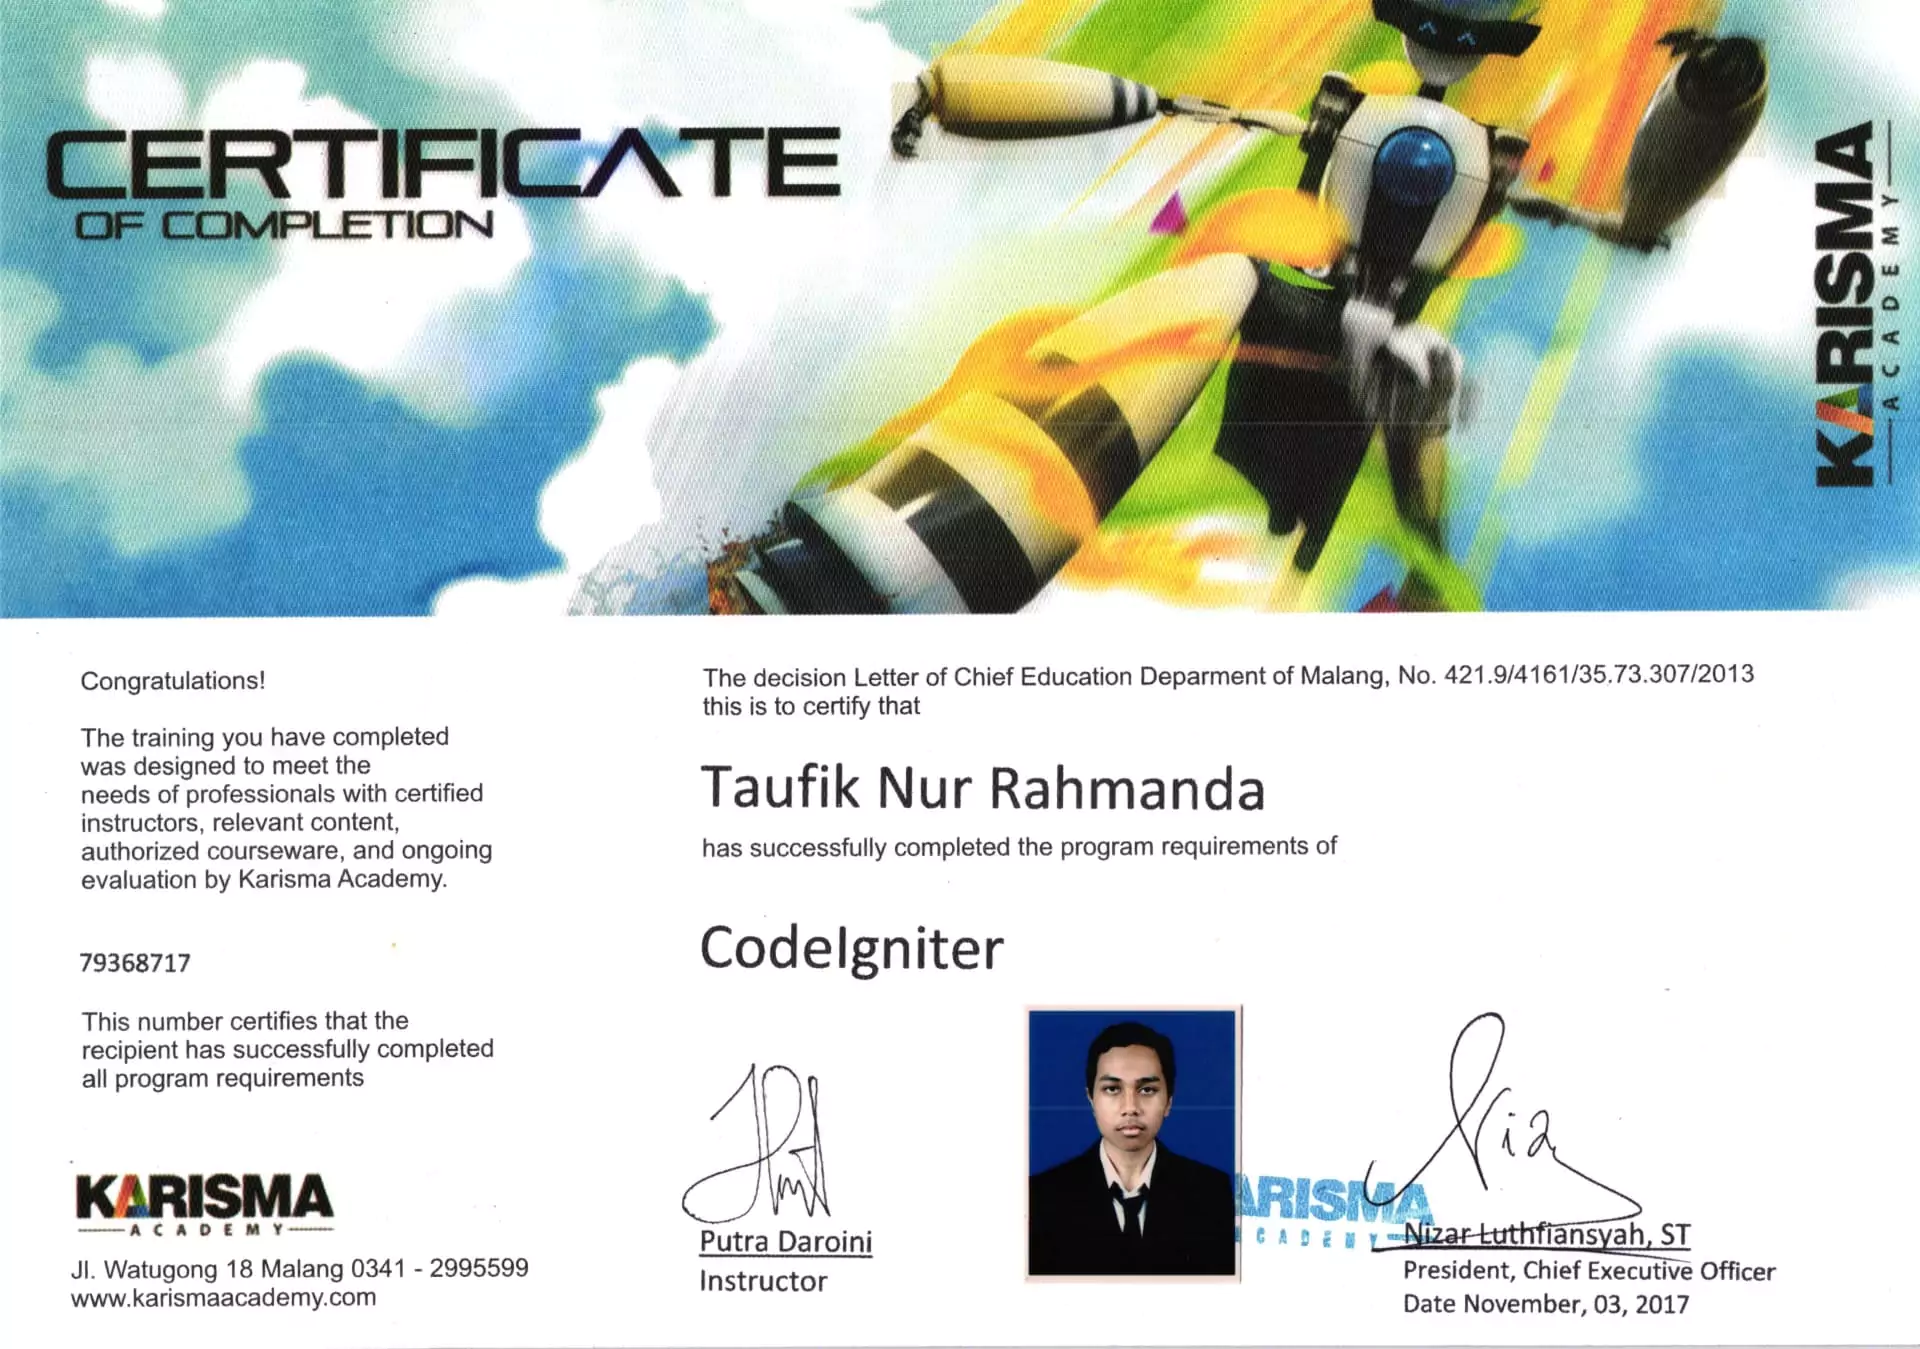 CERTIFICATE
OF COMPLETION
KARISMA
ACADEMY
Congratulations!
The training you have completed
was designed to meet the
needs of professionals with certified
instructors, relevant content,
authorized courseware, and ongoing
evaluation by Karisma Academy.
79368717
This number certifies that the
recipient has successfully completed
all program requirements
KARISMA
ACADEMY
Jl. Watugong 18 Malang 0341 - 2995599
www.karismaacademy.com
The decision Letter of Chief Education Deparment of Malang, No. 421.9/4161/35.73.307/2013
this is to certify that
Taufik Nur Rahmanda
has successfully completed the program requirements of
CodeIgniter
Putra Daroini
Instructor
ARISMA
CADEMY
Nizar Luthfiansyah, ST
President, Chief Executive Officer
Date November, 03, 2017